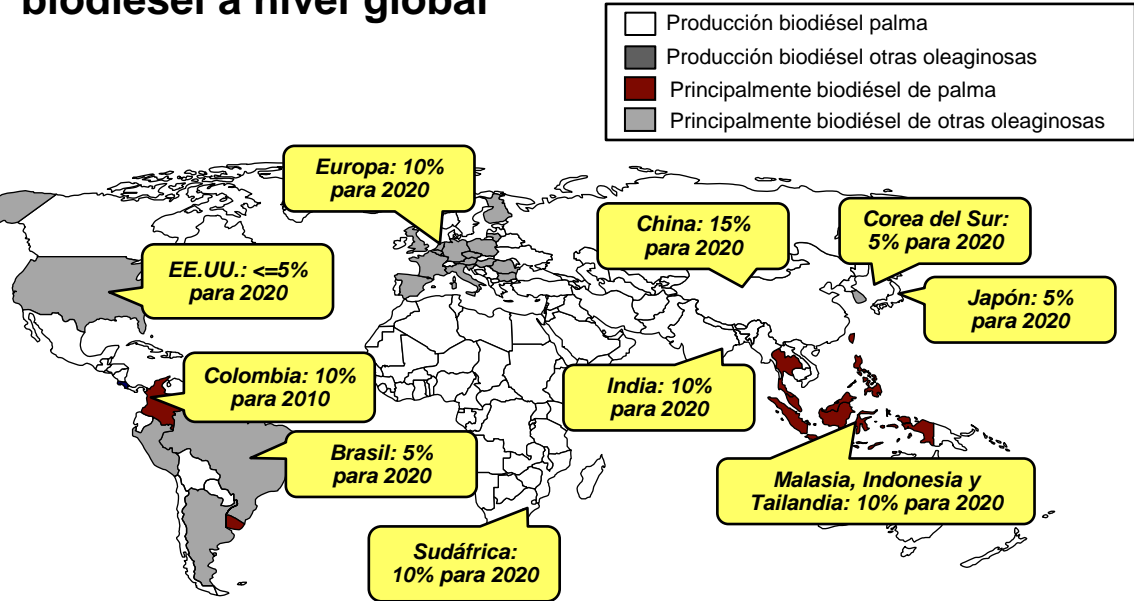 biodiésel a nivel global
Producción biodiésel palma
Producción biodiésel otras oleaginosas
Principalmente biodiésel de palma
Principalmente biodiésel de otras oleaginosas
Europa: 10%
para 2020
China: 15%
para 2020
Corea del Sur:
5% para 2020
EE.UU.: <=5%
para 2020
Japón: 5%
para 2020
Colombia: 10%
para 2010
India: 10%
para 2020
Brasil: 5%
para 2020
Malasia, Indonesia y
Tailandia: 10% para 2020
Sudáfrica:
10% para 2020